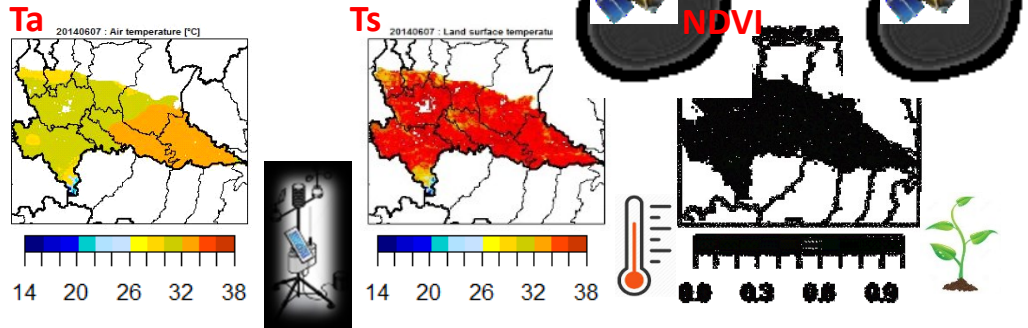 Ta
20140607 : Air temperature [°C]
14 20 26 32 38
Ts
20140607 : Land surface temperatu
14 20 26 32 38
NDVI
0.0 0.3 0.6 0.9